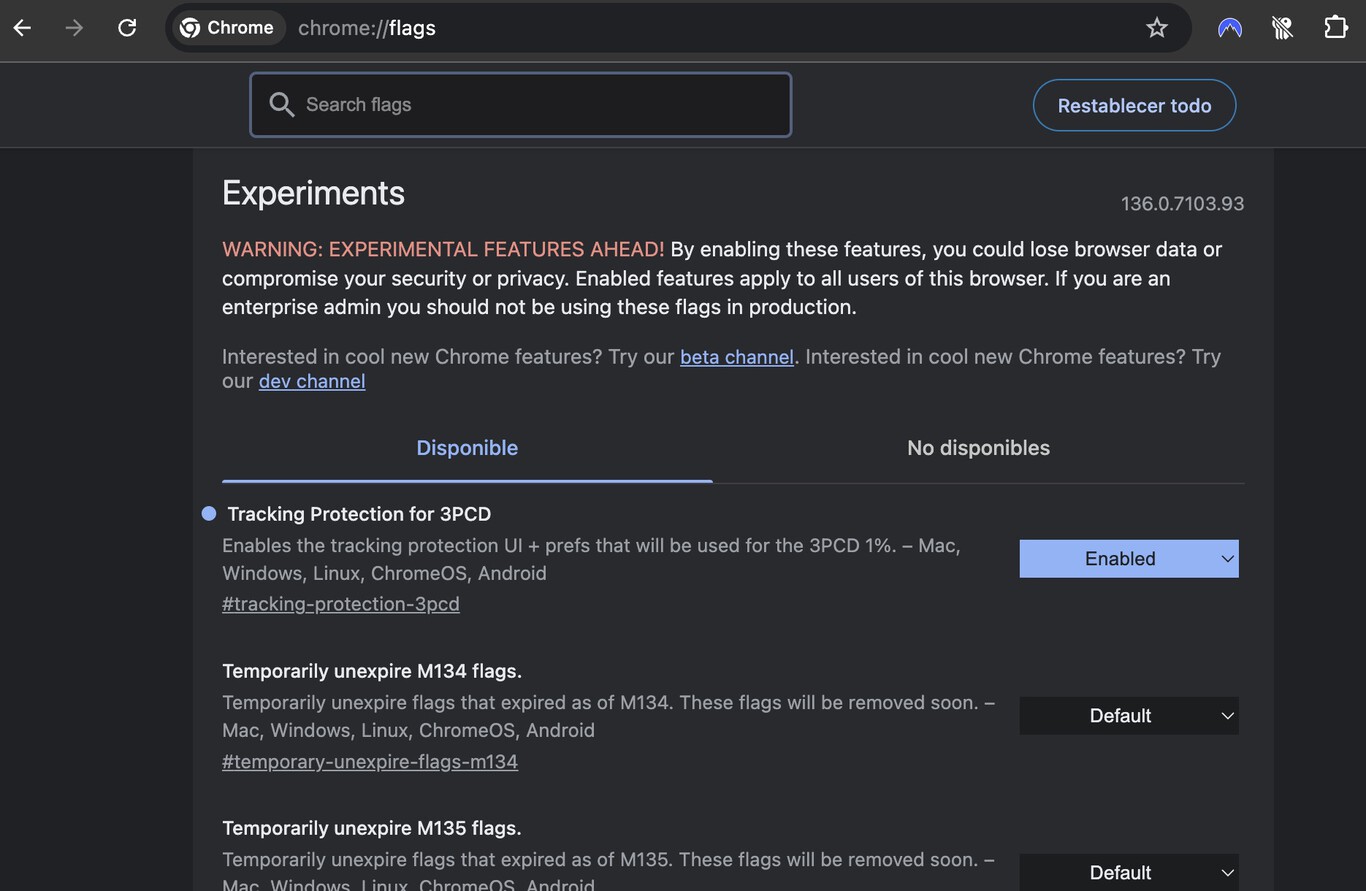 Chrome chrome://flags
Search flags
Restablecer todo
Experiments
136.0.7103.93
WARNING: EXPERIMENTAL FEATURES AHEAD! By enabling these features, you could lose browser data or
compromise your security or privacy. Enabled features apply to all users of this browser. If you are an
enterprise admin you should not be using these flags in production.
Interested in cool new Chrome features? Try our beta channel. Interested in cool new Chrome features? Try
our dev channel
Disponible
No disponibles
Tracking Protection for 3PCD
Enables the tracking protection UI + prefs that will be used for the 3PCD 1%. – Mac,
Windows, Linux, ChromeOS, Android
#tracking-protection-3pcd
Enabled
Temporarily unexpire M134 flags.
Temporarily unexpire flags that expired as of M134. These flags will be removed soon. –
Mac, Windows, Linux, ChromeOS, Android
#temporary-unexpire-flags-m134
Default
Temporarily unexpire M135 flags.
Temporarily unexpire flags that expired as of M135. These flags will be removed soon. –
Mac, Windows, Linux, ChromeOS, Android
Default